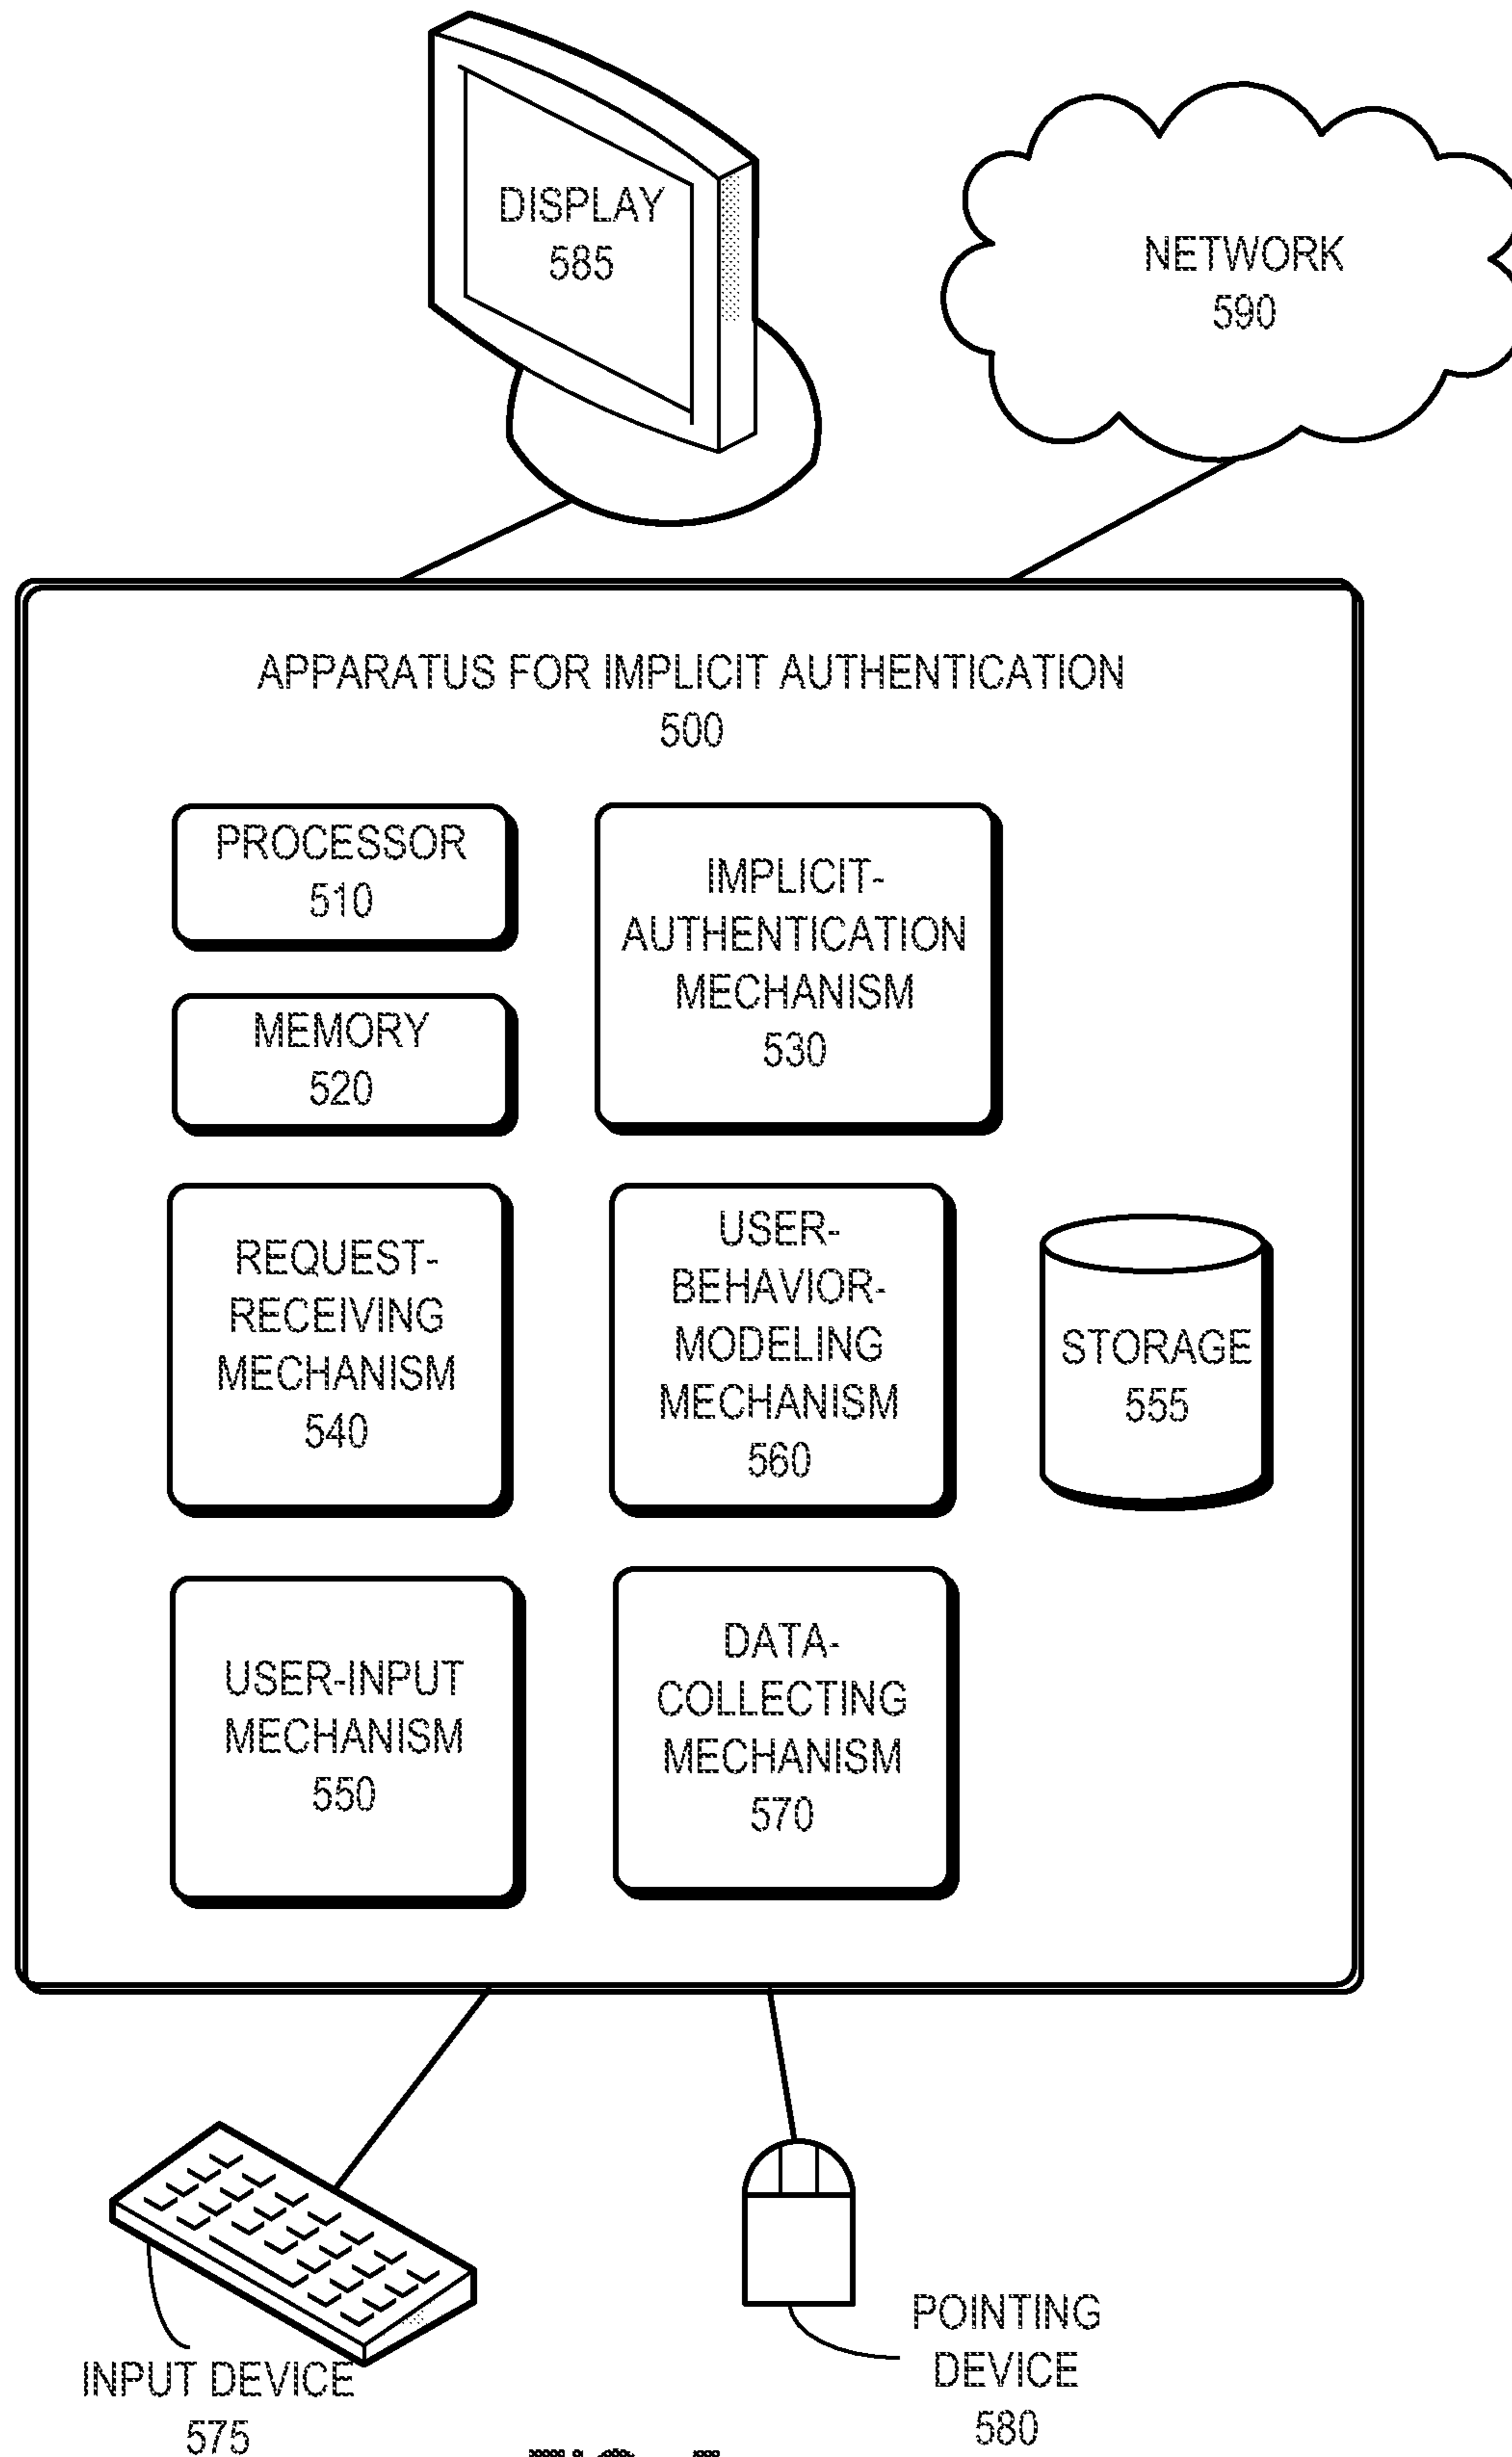 DISPLAY
585
NETWORK
590
APPARATUS FOR IMPLICIT AUTHENTICATION
500
PROCESSOR
510
IMPLICIT-
AUTHENTICATION
MECHANISM
530
MEMORY
520
REQUEST-
RECEIVING
MECHANISM
540
USER-
BEHAVIOR-
MODELING
MECHANISM
560
STORAGE
555
USER-INPUT
MECHANISM
550
DATA-
COLLECTING
MECHANISM
570
INPUT DEVICE
575
POINTING
DEVICE
580